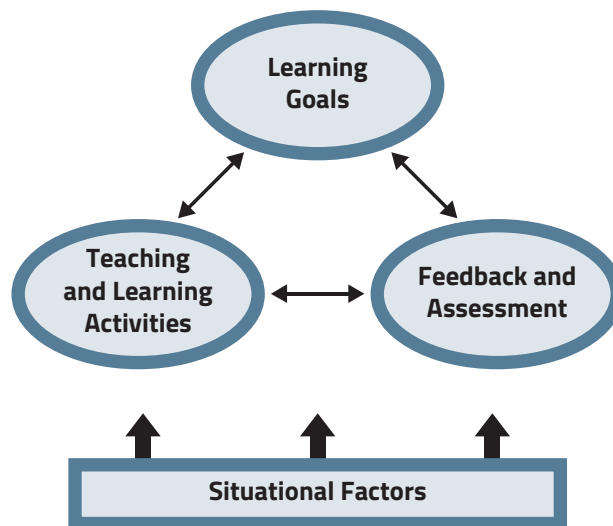 Learning
Goals
Teaching
and Learning
Activities
Feedback and
Assessment
Situational Factors